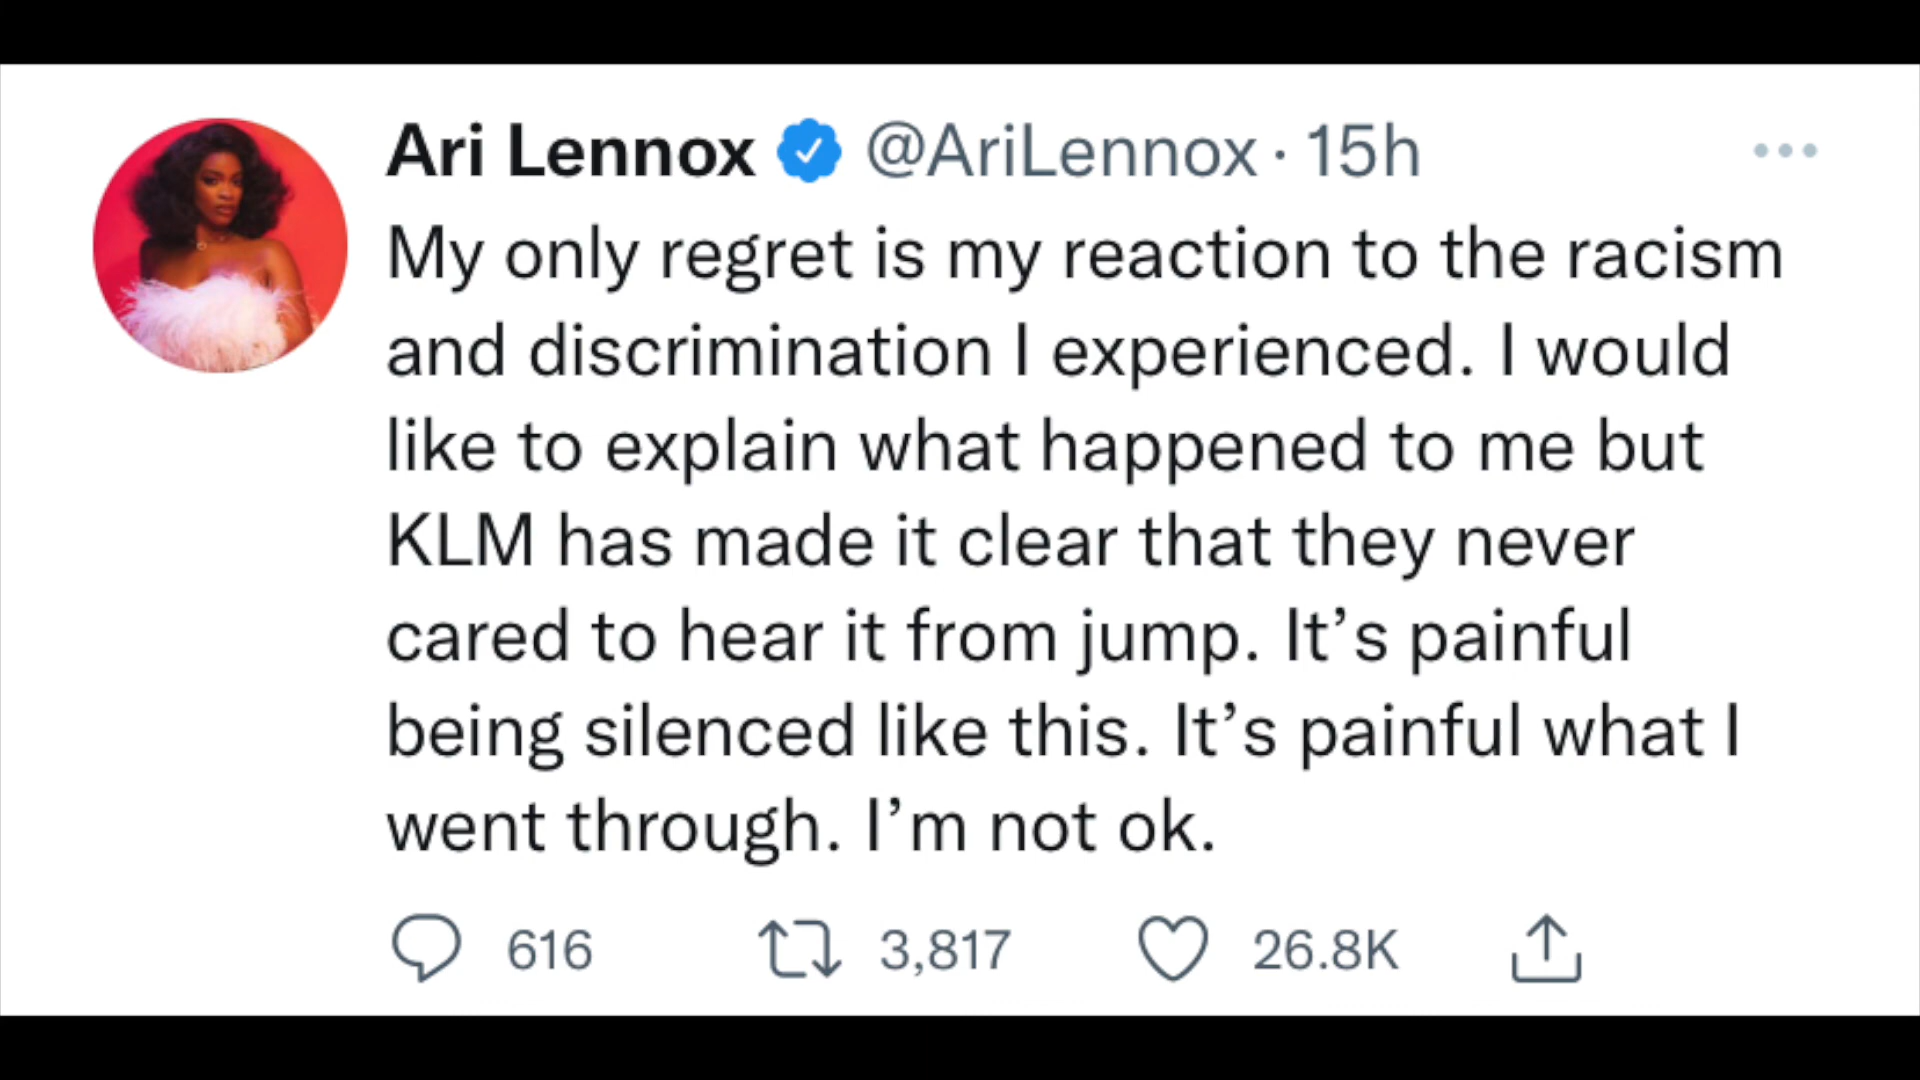 Ari Lennox @AriLennox · 15h
My only regret is my reaction to the racism
and discrimination I experienced. I would
like to explain what happened to me but
KLM has made it clear that they never
cared to hear it from jump. It’s painful
being silenced like this. It’s painful what I
went through. I’m not ok.
616 3,817 26.8K